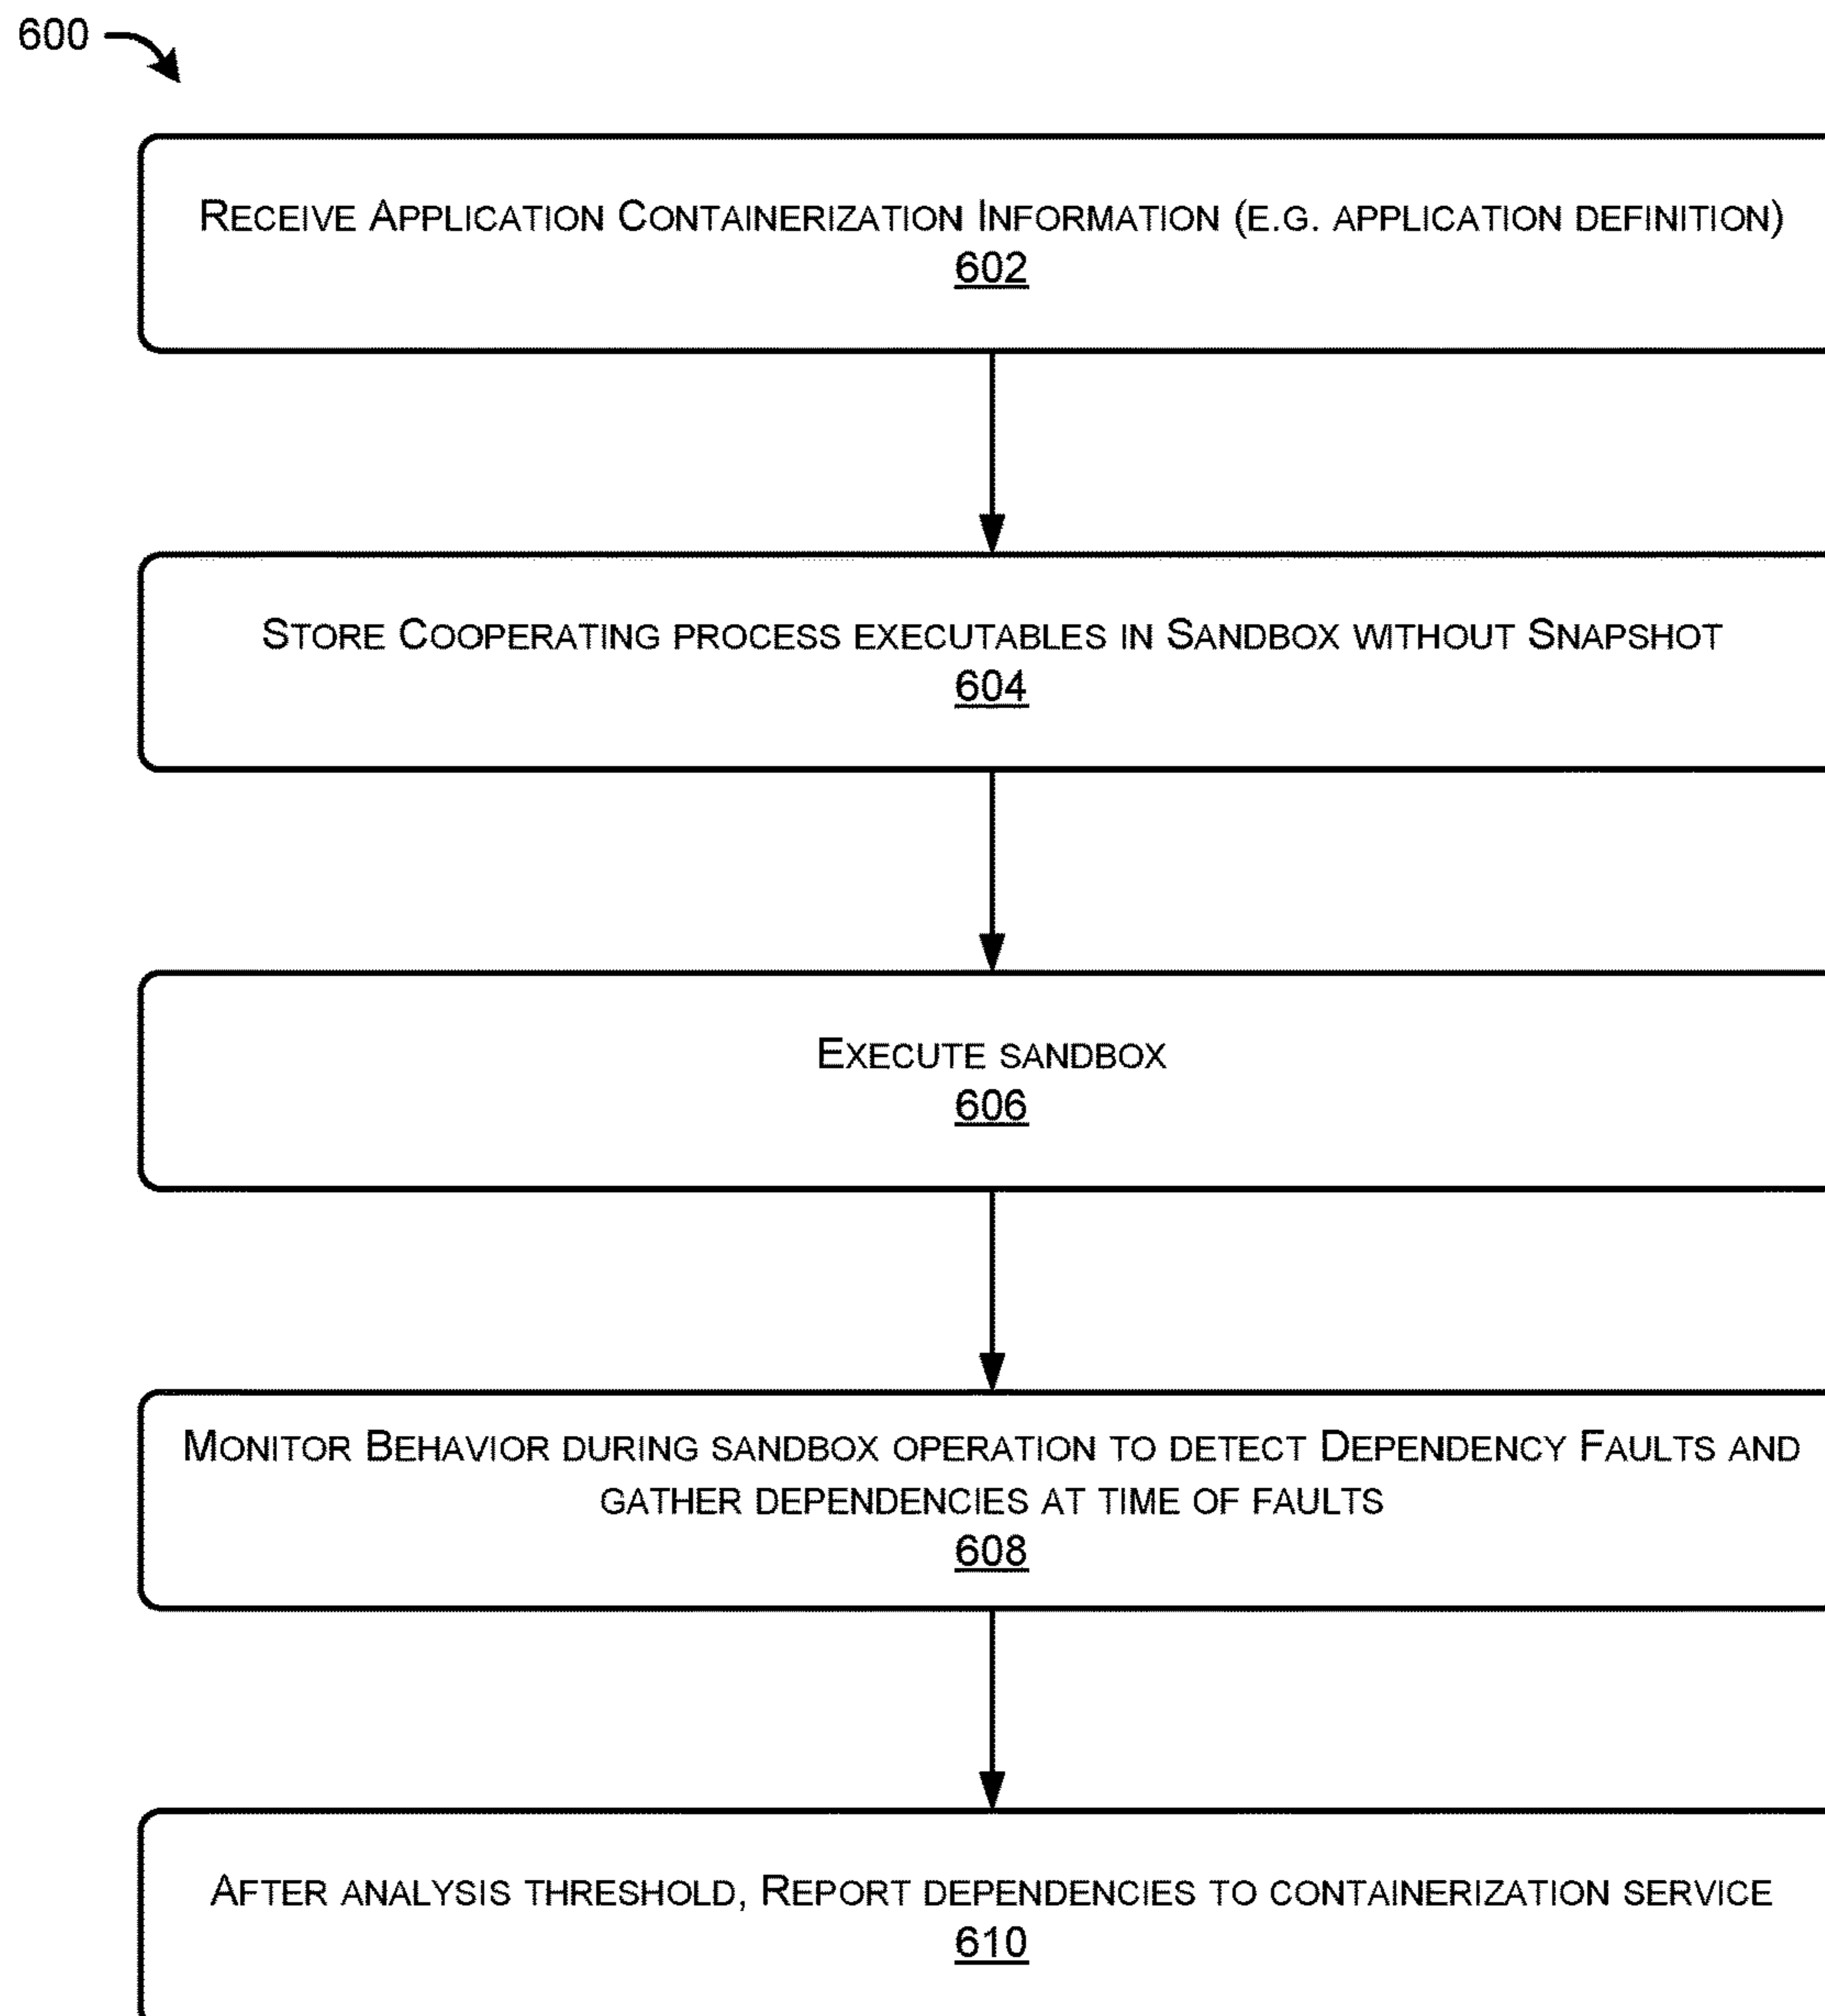 600
RECEIVE APPLICATION CONTAINERIZATION INFORMATION (E.G. APPLICATION DEFINITION)
602
STORE COOPERATING PROCESS EXECUTABLES IN SANDBOX WITHOUT SNAPSHOT
604
EXECUTE SANDBOX
606
MONITOR BEHAVIOR DURING SANDBOX OPERATION TO DETECT DEPENDENCY FAULTS AND
GATHER DEPENDENCIES AT TIME OF FAULTS
608
AFTER ANALYSIS THRESHOLD, REPORT DEPENDENCIES TO CONTAINERIZATION SERVICE
610